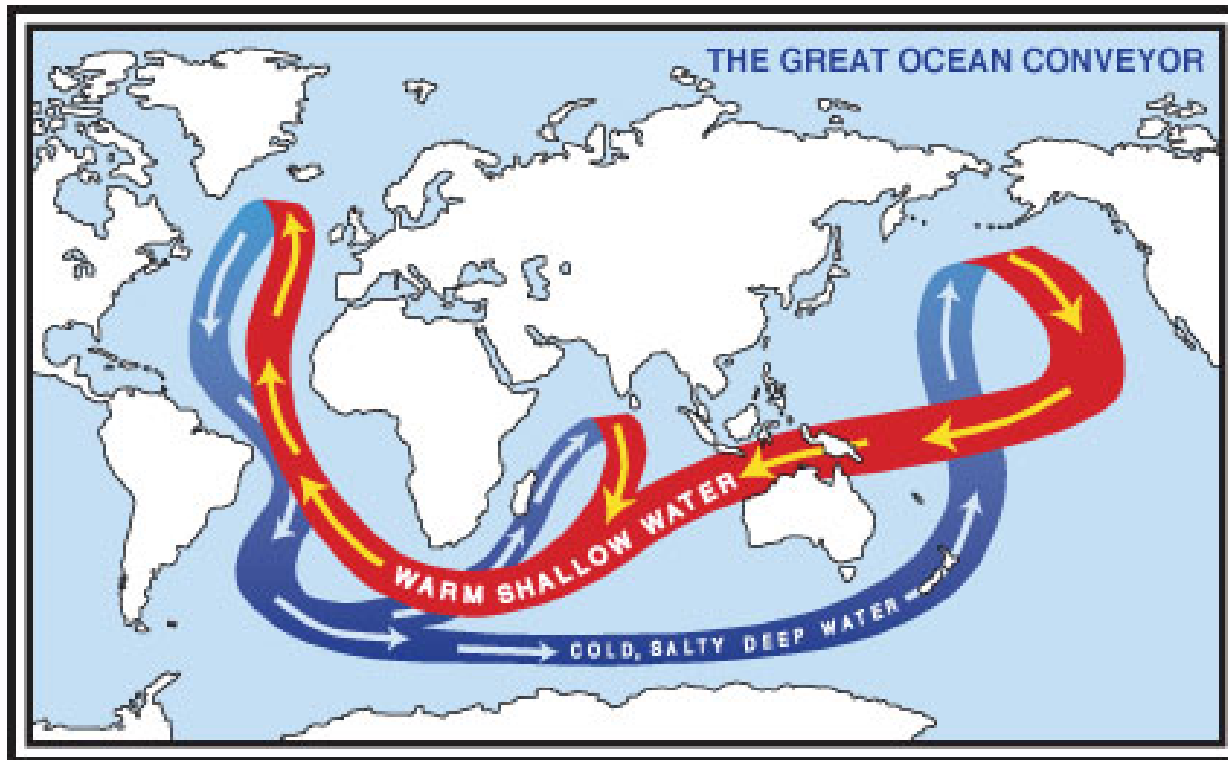 THE GREAT OCEAN CONVEYOR
WARM SHALLOW WATER
COLD, SALTY DEEP WATER